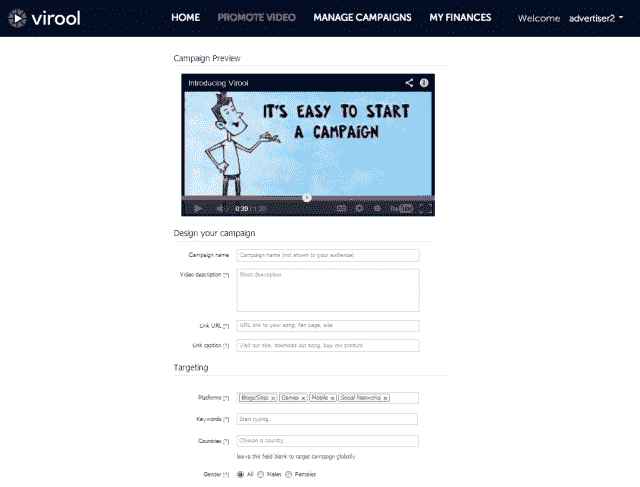 virool HOME PROMOTE VIDEO MANAGE CAMPAIGNS MY FINANCES Welcome advertiser2
Campaign Preview
Introducing Virool
IT'S EASY TO START
A CAMPAIGN
0:39 / 1:20 YouTube
Design your campaign
Campaign name Campaign name (not shown to your audience)
Video description [?] Short description
Link URL [?] URL link to your song, fan page, site
Link caption [?] Visit our site, download our song, buy our product
Targeting
Platforms [?] Blogs/Sites x Games x Mobile x Social Networks x
Keywords [?] Start typing...
Countries [?] Choose a country...
leave this field blank to target campaign globally
Gender [?] All Males Females